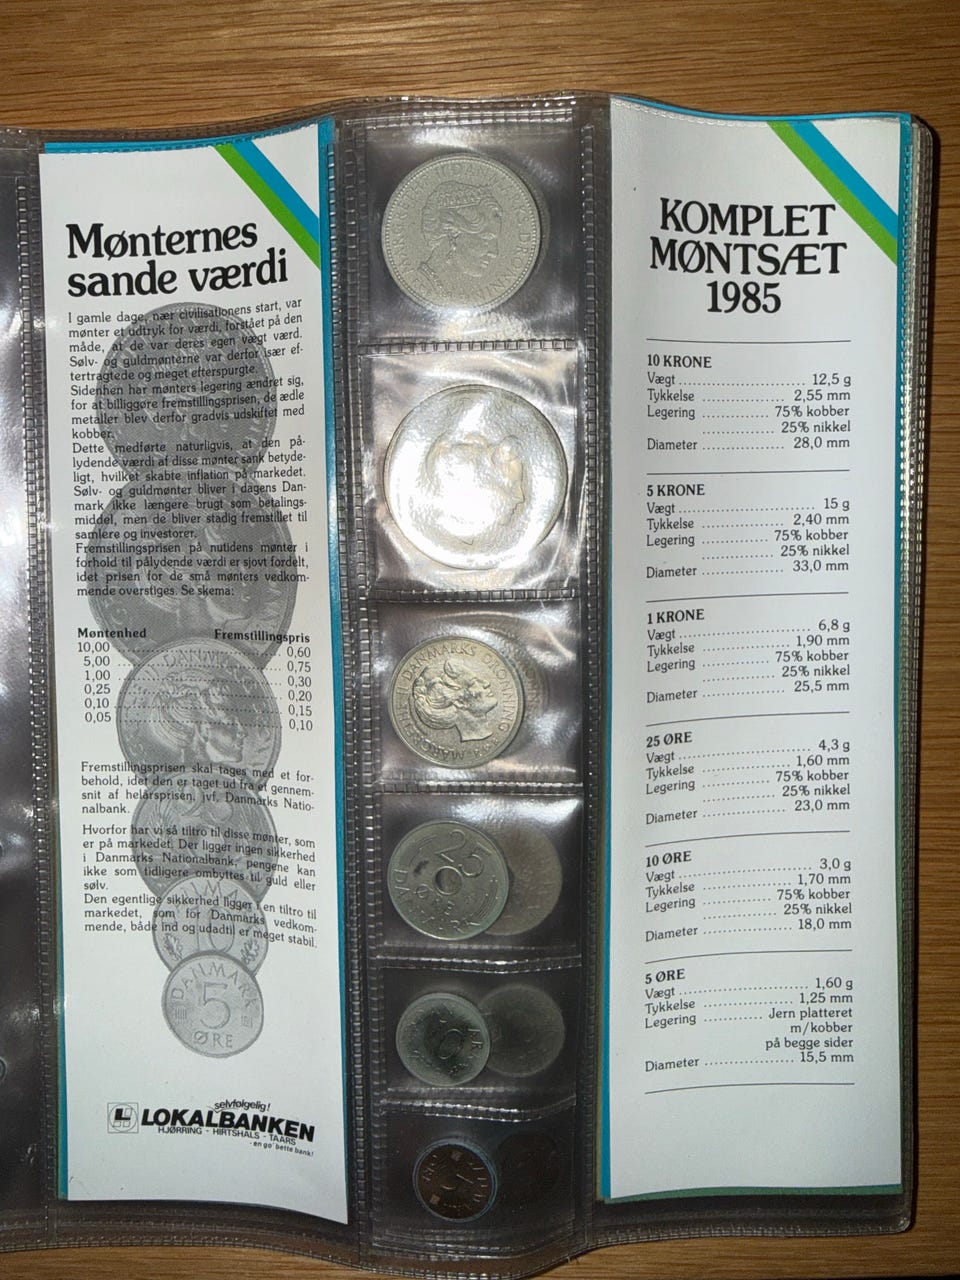 Mønternes
sande værdi
I gamle dage, nær civilisationens start, var
mønter et udtryk for værdi, forstået på den
måde, at de var deres egen vægt værd.
Sølv- og guldmønterne var derfor især ef-
tertragtede og meget efterspurgte.
Sidenhen har mønters legering ændret sig,
for at billiggøre fremstillingsprisen, de ædle
metaller blev derfor gradvis udskiftet med
kobber.
Dette medførte naturligvis, at den på-
lydende værdi af disse mønter sank betyde-
ligt, hvilket skabte inflation på markedet.
Sølv- og guldmønter bliver i dagens Dan-
mark ikke længere brugt som betalings-
middel, men de bliver stadig fremstillet til
samlere og investorer.
Fremstillingsprisen på nutidens mønter i
forhold til pålydende værdi er sjovt fordelt,
idet prisen for de små mønters vedkom-
mende overstiges. Se skema:
Møntenhed Fremstillingspris
10,00 0,60
5,00 0,75
1,00 0,30
0,25 0,20
0,10 0,15
0,05 0,10
Fremstillingsprisen skal tages med et for-
behold, idet den er taget ud fra et gennem-
snit af helårsprisen, jvf. Danmarks Natio-
nalbank.
Hvorfor har vi så tiltro til disse mønter, som
er på markedet. Der ligger ingen sikkerhed
i Danmarks Nationalbank, pengene kan
ikke som tidligere ombyttes til guld eller
sølv.
Den egentlige sikkerhed ligger i en tiltro til
markedet, som for Danmarks vedkom-
mende, både ind og udadtil er meget stabil.
DANMARK
5
ØRE
selvfølgelig!
LOKALBANKEN
HJØRRING - HIRTSHALS - TAARS
- en go' bette bank!
MARGRETHE II DANMARKS DRONNING
MARGRETHE II DANMARKS DRONNING
25
ØRE
DANMARK
10
KOMPLET
MØNTSÆT
1985
10 KRONE
Vægt 12,5 g
Tykkelse 2,55 mm
Legering 75% kobber
25% nikkel
Diameter 28,0 mm
5 KRONE
Vægt 15 g
Tykkelse 2,40 mm
Legering 75% kobber
25% nikkel
Diameter 33,0 mm
1 KRONE
Vægt 6,8 g
Tykkelse 1,90 mm
Legering 75% kobber
25% nikkel
Diameter 25,5 mm
25 ØRE
Vægt 4,3 g
Tykkelse 1,60 mm
Legering 75% kobber
25% nikkel
Diameter 23,0 mm
10 ØRE
Vægt 3,0 g
Tykkelse 1,70 mm
Legering 75% kobber
25% nikkel
Diameter 18,0 mm
5 ØRE
Vægt 1,60 g
Tykkelse 1,25 mm
Legering Jern platteret
m/kobber
på begge sider
Diameter 15,5 mm